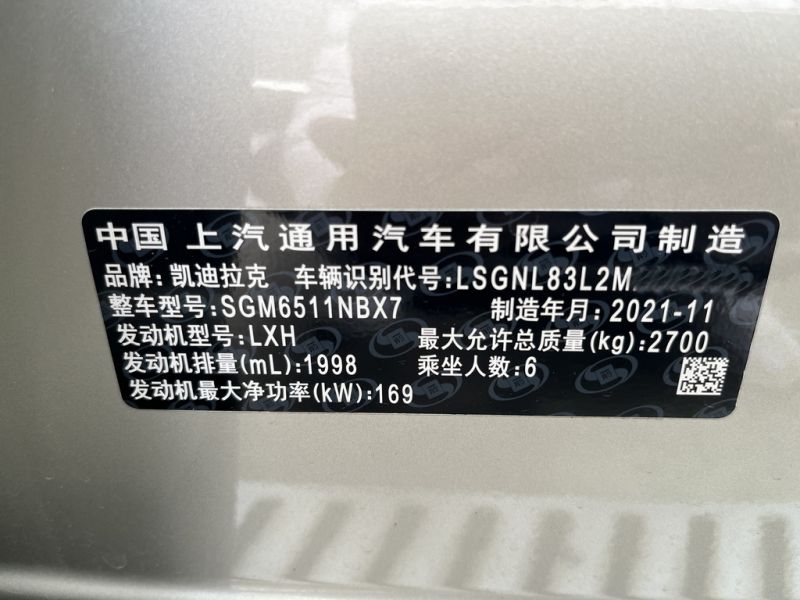 中国 上汽通用汽车有限公司制造
品牌:凯迪拉克 车辆识别代号:LSGNL83L2M
整车型号:SGM6511NBX7 制造年月:2021-11
发动机型号:LXH 最大允许总质量(kg):2700
发动机排量(mL):1998 乘坐人数:6
发动机最大净功率(kW):169